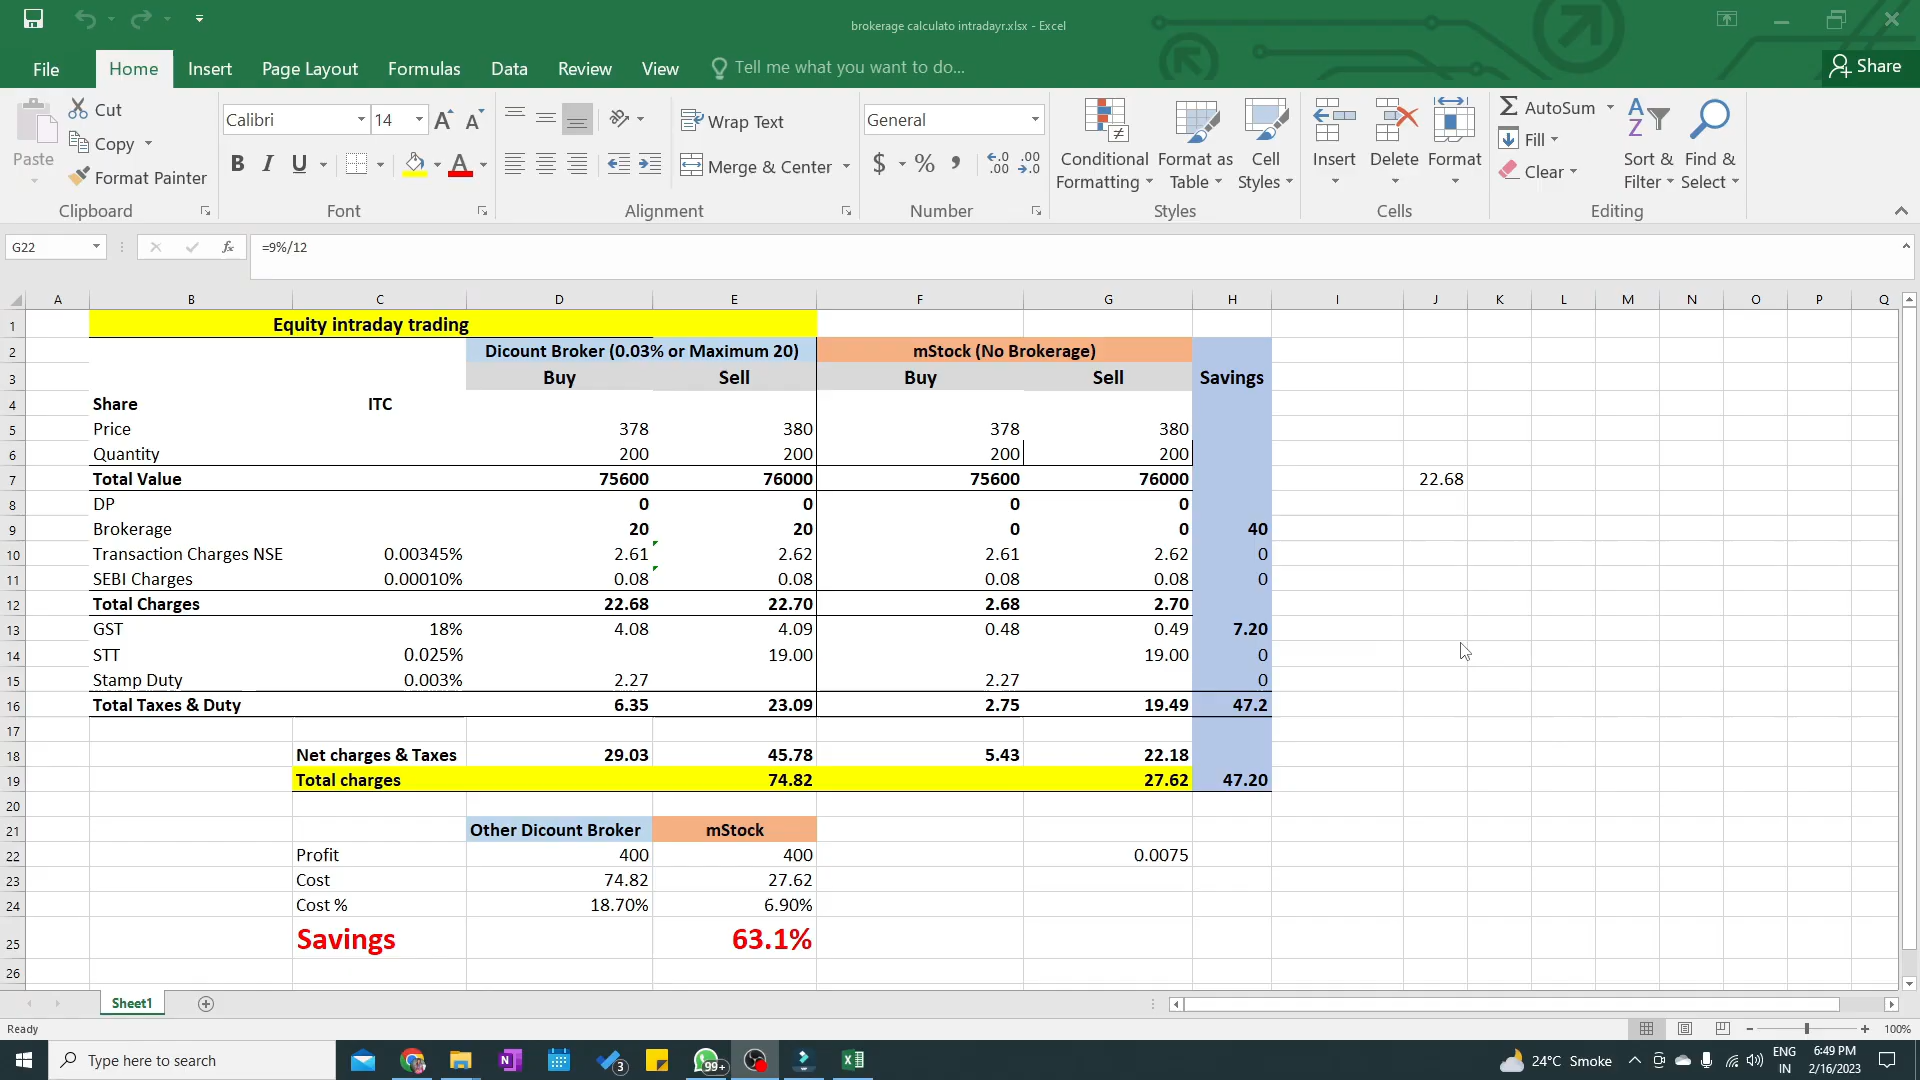 brokerage calculato intradayr.xlsx - Excel
File Home Insert Page Layout Formulas Data Review View Tell me what you want to do... Share
Paste Cut Copy Format Painter Clipboard
Calibri 14 A A B I U A Font
Wrap Text Merge & Center Alignment
General $ % Number
Conditional Formatting Format as Table Cell Styles Styles
Insert Delete Format Cells
AutoSum Fill Clear Sort & Filter Find & Select Editing
G22 fx =9%/12
A B C D E F G H I J K L M N O P Q
1 Equity intraday trading
2 Dicount Broker (0.03% or Maximum 20) mStock (No Brokerage)
3 Buy Sell Buy Sell Savings
4 Share ITC
5 Price 378 380 378 380
6 Quantity 200 200 200 200
7 Total Value 75600 76000 75600 76000 22.68
8 DP 0 0 0 0
9 Brokerage 20 20 0 0 40
10 Transaction Charges NSE 0.00345% 2.61 2.62 2.61 2.62 0
11 SEBI Charges 0.00010% 0.08 0.08 0.08 0.08 0
12 Total Charges 22.68 22.70 2.68 2.70
13 GST 18% 4.08 4.09 0.48 0.49 7.20
14 STT 0.025% 19.00 19.00 0
15 Stamp Duty 0.003% 2.27 2.27 0
16 Total Taxes & Duty 6.35 23.09 2.75 19.49 47.2
17
18 Net charges & Taxes 29.03 45.78 5.43 22.18
19 Total charges 74.82 27.62 47.20
20
21 Other Dicount Broker mStock
22 Profit 400 400 0.0075
23 Cost 74.82 27.62
24 Cost % 18.70% 6.90%
25 Savings 63.1%
26
Sheet1
Ready 100%
Type here to search 3 99+ 24°C Smoke ENG IN 6:49 PM 2/16/2023